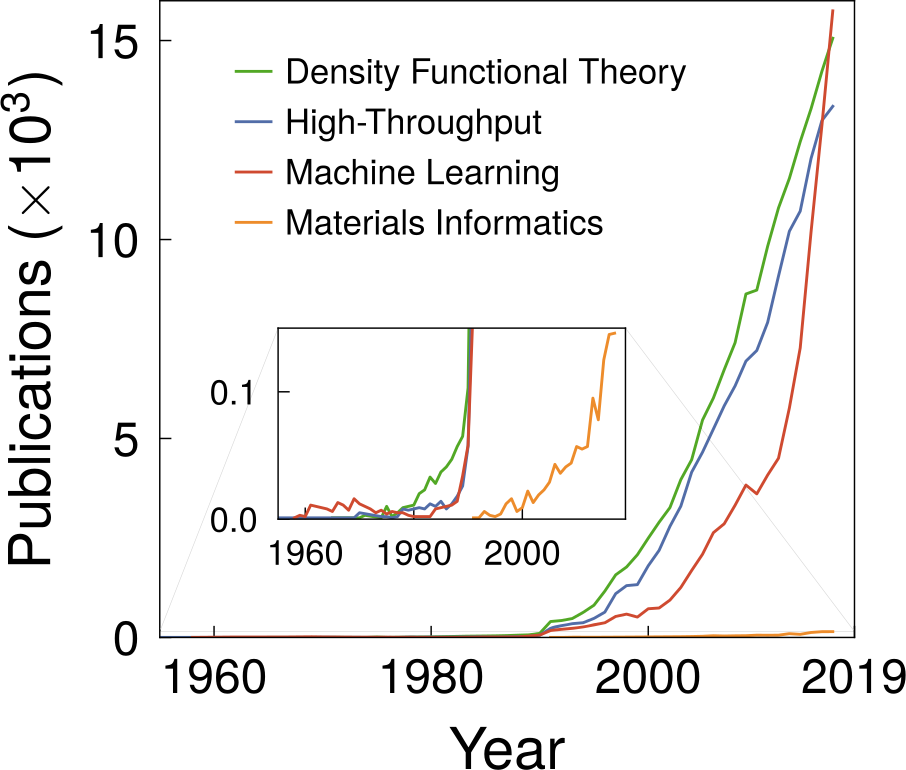 Publications (×10³)
15
10
5
0
Density Functional Theory
High-Throughput
Machine Learning
Materials Informatics
0.1
0.0
1960 1980 2000
1960 1980 2000 2019
Year